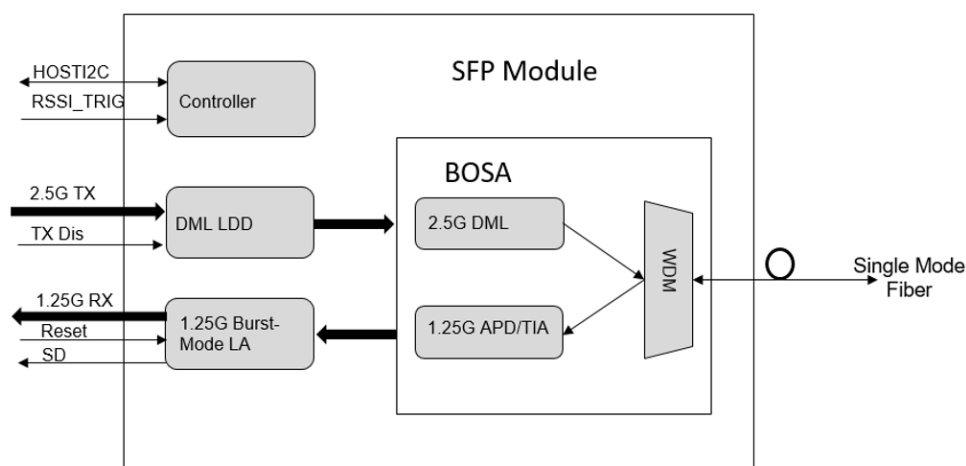 SFP Module
HOSTI2C
RSSI_TRIG
Controller
BOSA
2.5G TX
TX Dis
DML LDD
2.5G DML
WDM
Single Mode
Fiber
1.25G RX
Reset
SD
1.25G Burst-
Mode LA
1.25G APD/TIA